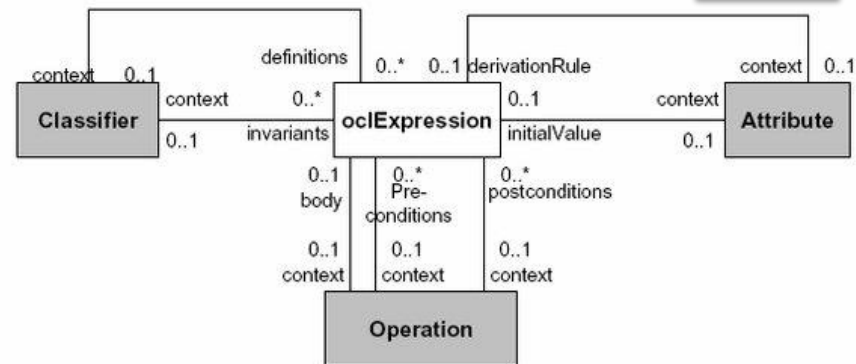 definitions
0..*
0..1
derivationRule
context
0..1
context
0..1
Classifier
context
0..1
0..*
invariants
oclExpression
0..1
initialValue
context
0..1
Attribute
0..1
body
0..*
Pre-
conditions
0..*
postconditions
0..1
context
0..1
context
0..1
context
Operation